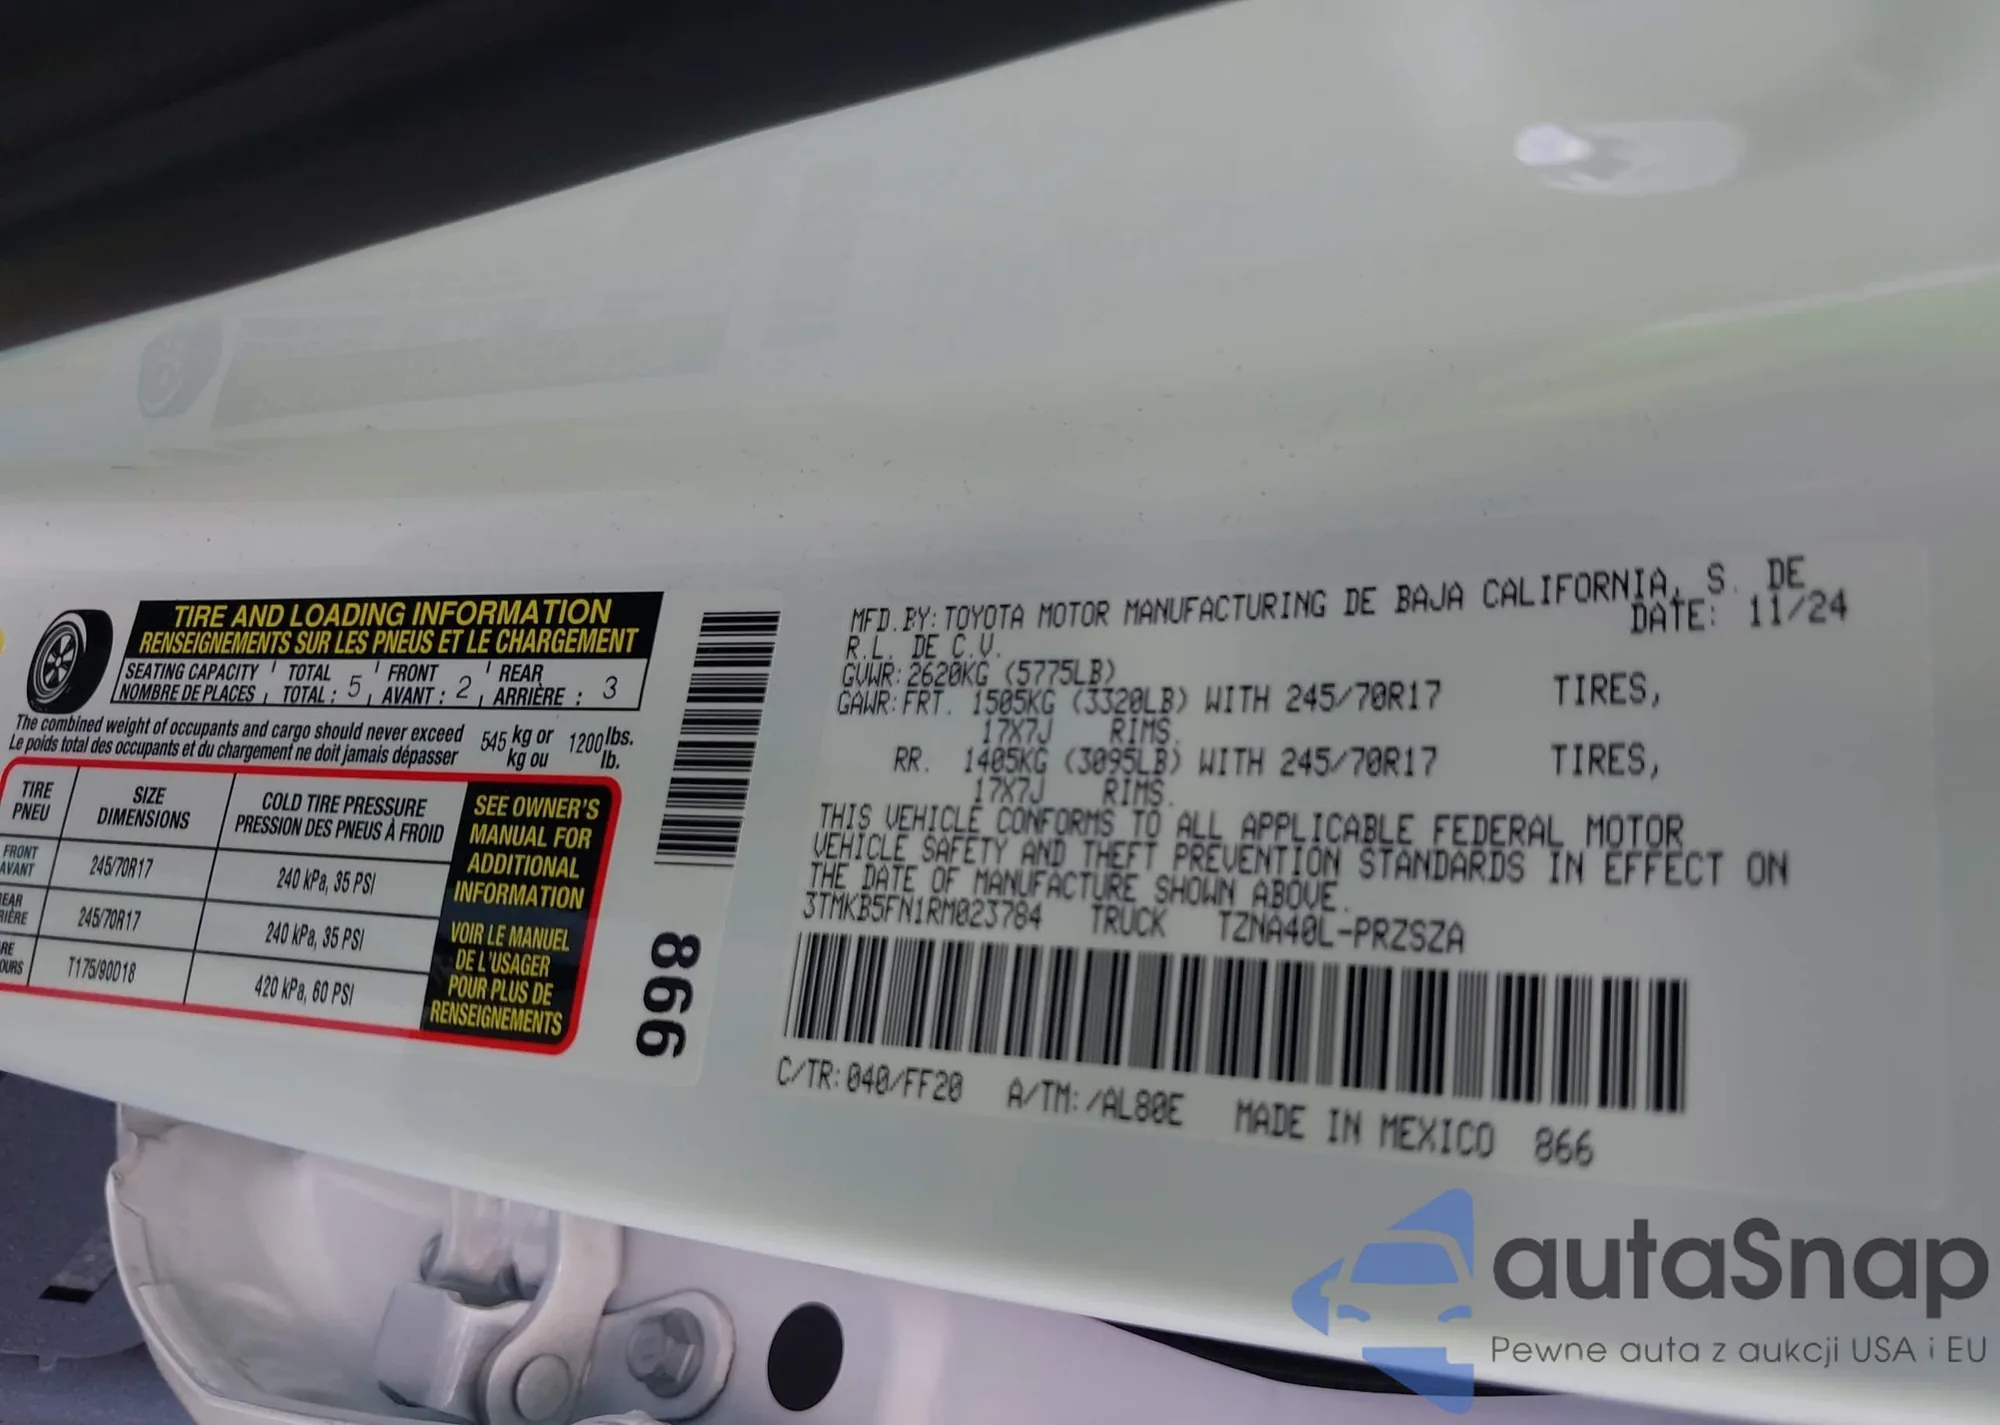 TIRE AND LOADING INFORMATION
RENSEIGNEMENTS SUR LES PNEUS ET LE CHARGEMENT
SEATING CAPACITY TOTAL FRONT REAR
NOMBRE DE PLACES TOTAL : 5 AVANT : 2 ARRIÈRE : 3
The combined weight of occupants and cargo should never exceed 545 kg or 1200 lbs.
Le poids total des occupants et du chargement ne doit jamais dépasser kg ou lb.
TIRE SIZE COLD TIRE PRESSURE
PNEU DIMENSIONS PRESSION DES PNEUS À FROID
FRONT
AVANT 245/70R17 240 kPa, 35 PSI
245/70R17 240 kPa, 35 PSI
T175/90D18 420 kPa, 60 PSI
SEE OWNER'S
MANUAL FOR
ADDITIONAL
INFORMATION
VOIR LE MANUEL
DE L'USAGER
POUR PLUS DE
RENSEIGNEMENTS
866
MFD.BY: TOYOTA MOTOR MANUFACTURING DE BAJA CALIFORNIA, S. DE
R.L. DE C.V. DATE: 11/24
GVWR: 2620KG (5775LB)
GAWR: FRT. 1505KG (3320LB) WITH 245/70R17 TIRES,
17X7J RIMS.
RR. 1405KG (3095LB) WITH 245/70R17 TIRES,
17X7J RIMS.
THIS VEHICLE CONFORMS TO ALL APPLICABLE FEDERAL MOTOR
VEHICLE SAFETY AND THEFT PREVENTION STANDARDS IN EFFECT ON
THE DATE OF MANUFACTURE SHOWN ABOVE.
3TMKB5FN1RM023784 TRUCK TZNA40L-PRZSZA
C/TR: 040/FF20 A/TM: /AL80E MADE IN MEXICO 866
autaSnap
Pewne auta z aukcji USA i EU